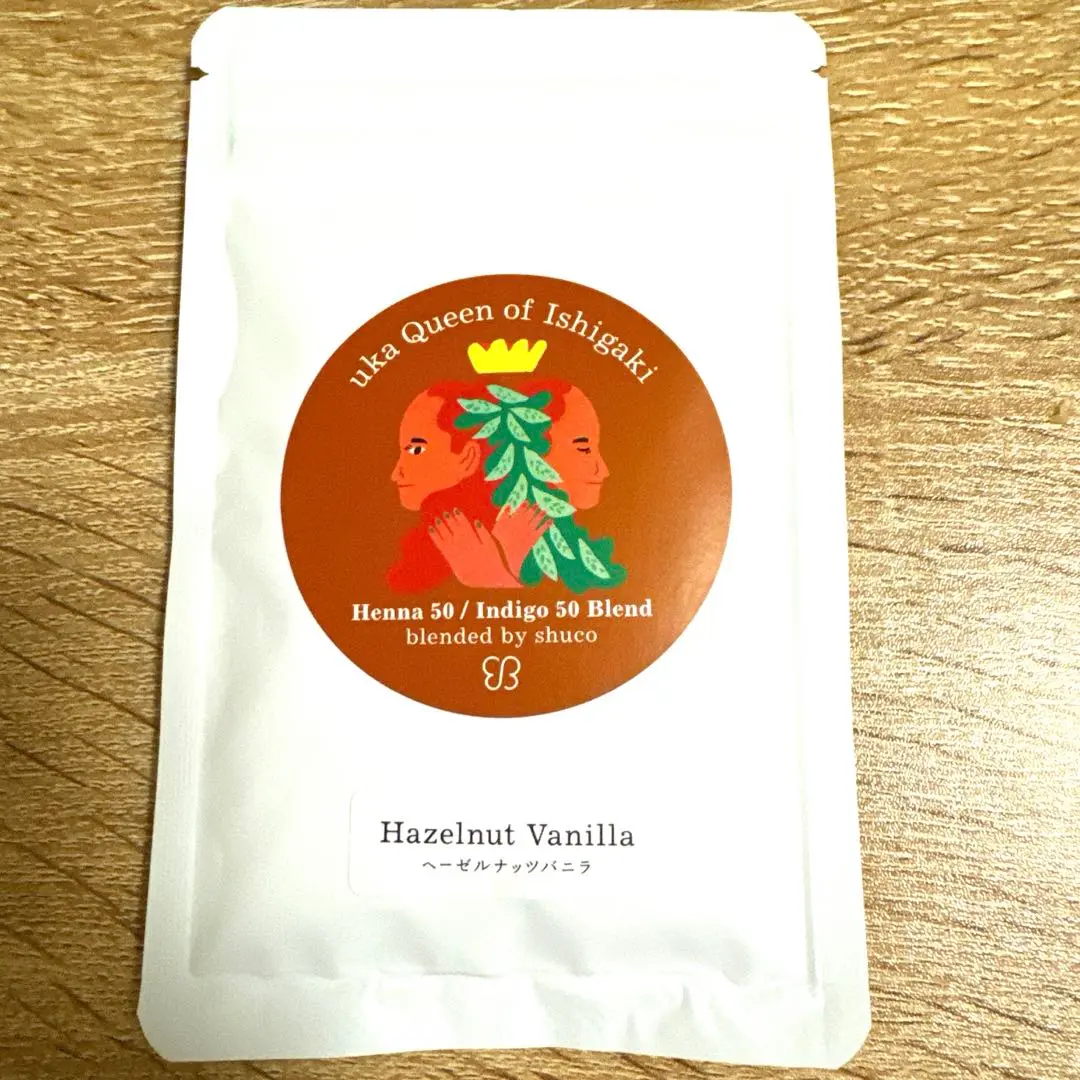 uka Queen of Ishigaki
Henna 50 / Indigo 50 Blend
blended by shuco
Hazelnut Vanilla
ヘーゼルナッツバニラ